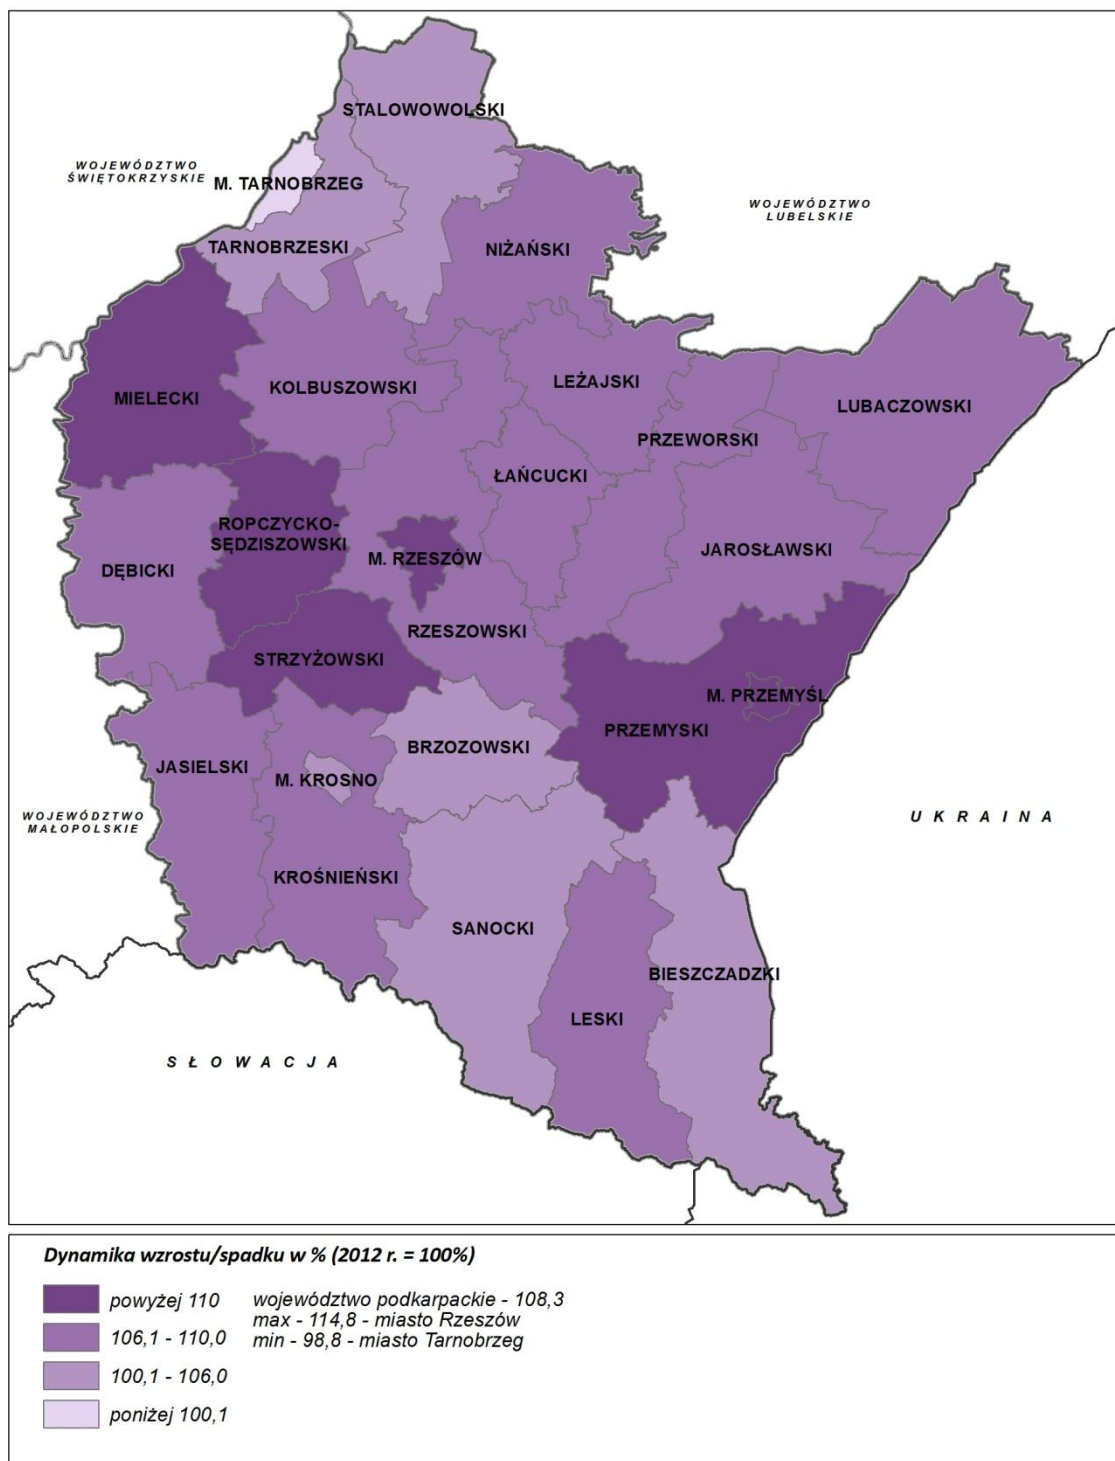 STALOWOWOLSKI
WOJEWÓDZTWO
ŚWIĘTOKRZYSKIE
M. TARNOBRZEG
WOJEWÓDZTWO
LUBELSKIE
TARNOBRZESKI
NIŻAŃSKI
MIELECKI
KOLBUSZOWSKI
LEŻAJSKI
LUBACZOWSKI
PRZEWORSKI
ŁAŃCUCKI
ROPCZYCKO-
SĘDZISZOWSKI
M. RZESZÓW
JAROSŁAWSKI
DĘBICKI
RZESZOWSKI
STRZYŻOWSKI
M. PRZEMYŚL
PRZEMYSKI
BRZOZOWSKI
JASIELSKI
M. KROSNO
WOJEWÓDZTWO
MAŁOPOLSKIE
UKRAINA
KROŚNIEŃSKI
SANOCKI
BIESZCZADZKI
LESKI
SŁOWACJA
Dynamika wzrostu/spadku w % (2012 r. = 100%)
powyżej 110
106,1 - 110,0
100,1 - 106,0
poniżej 100,1
województwo podkarpackie - 108,3
max - 114,8 - miasto Rzeszów
min - 98,8 - miasto Tarnobrzeg